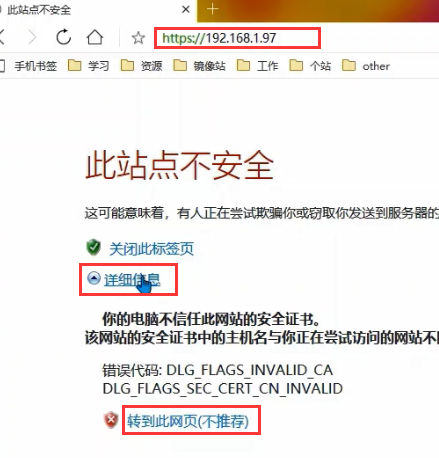 此站点不安全
https://192.168.1.97
手机书签 学习 资源 镜像站 工作 个站 other
此站点不安全
这可能意味着，有人正在尝试欺骗你或窃取你发送到服务器的
关闭此标签页
详细信息
你的电脑不信任此网站的安全证书。
该网站的安全证书中的主机名与你正在尝试访问的网站不
错误代码: DLG_FLAGS_INVALID_CA
DLG_FLAGS_SEC_CERT_CN_INVALID
转到此网页(不推荐)